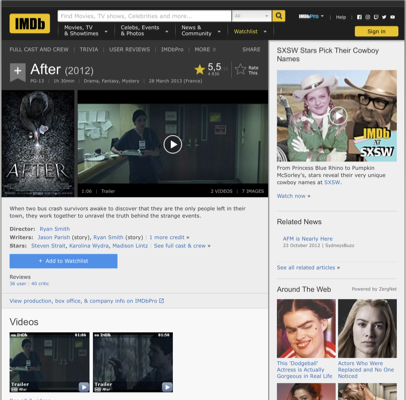 IMDb
Find Movies, TV shows, Celebrities and more...
All
IMDbPro
Help
Movies, TV
& Showtimes
Celebs, Events
& Photos
News &
Community
Watchlist
Sign in
FULL CAST AND CREW | TRIVIA | USER REVIEWS | IMDbPro | MORE
SHARE
After (2012)
5,5
Rate
This
PG-13 | 1h 30min | Drama, Fantasy, Mystery | 28 March 2013 (France)
AFTER
1:06 | Trailer
2 VIDEOS | 7 IMAGES
When two bus crash survivors awake to discover that they are the only people left in their
town, they work together to unravel the truth behind the strange events.
Director: Ryan Smith
Writers: Jason Parish (story), Ryan Smith (story) | 1 more credit »
Stars: Steven Strait, Karolina Wydra, Madison Lintz | See full cast & crew »
+ Add to Watchlist
Reviews
36 user | 40 critic
View production, box office, & company info on IMDbPro
Videos
Trailer
Trailer
SXSW Stars Pick Their Cowboy
Names
IMDb
AT
SXSW
From Princess Blue Rhino to Pumpkin
McSorley's, stars reveal their very unique
cowboy names at SXSW.
Watch now »
Related News
AFM is Nearly Here
22 October 2012 | SydneysBuzz
See all related articles »
Around The Web
Powered by ZergNet
This 'Dodgeball'
Actress is Actually
Gorgeous in Real Life
Actors Who Were
Replaced and No One
Noticed